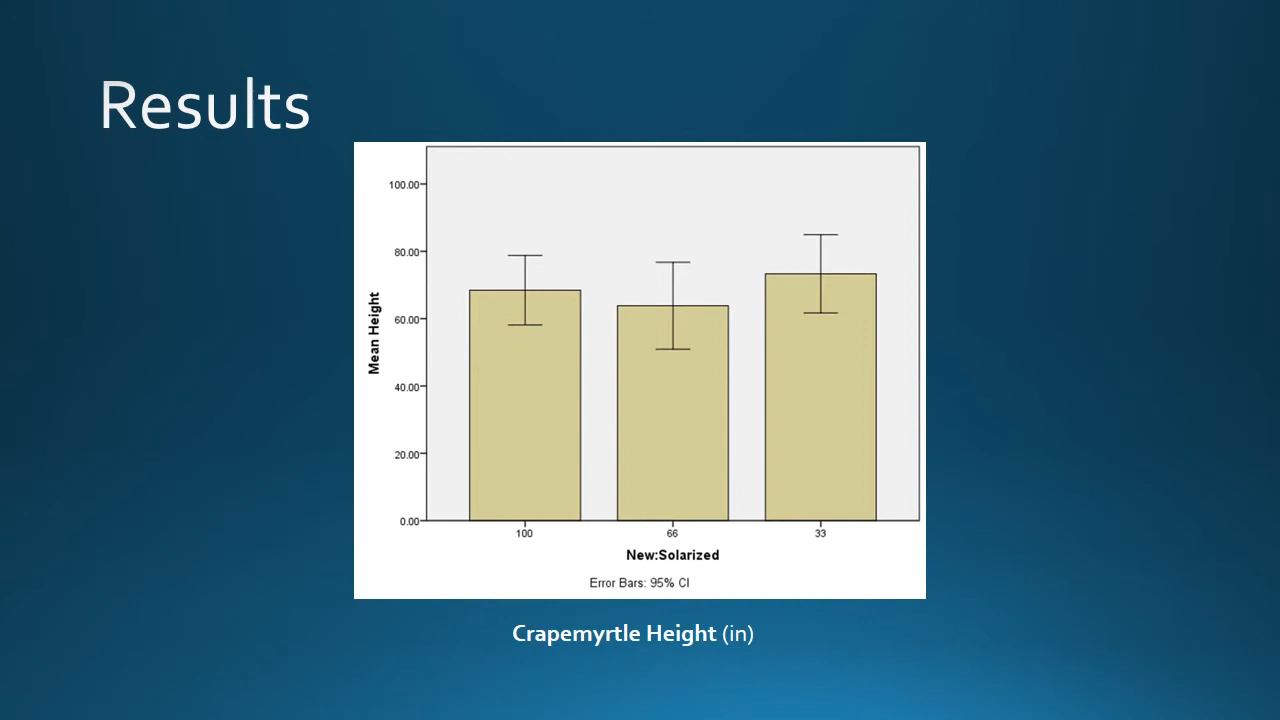 Results
100.00
80.00
60.00
40.00
20.00
0.00
Mean Height
100 66 33
New:Solarized
Error Bars: 95% CI
Crapemyrtle Height (in)